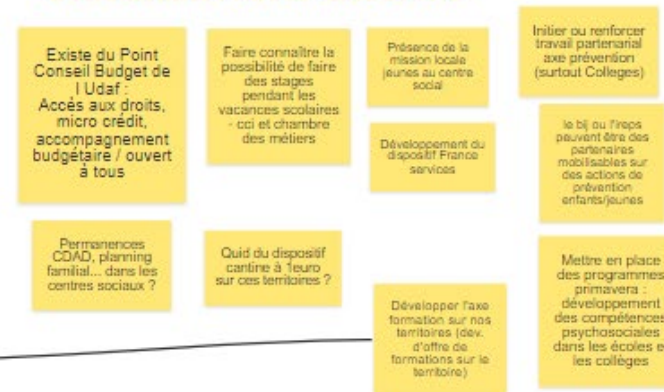 Existe du Point
Conseil Budget de
l Udaf :
Accès aux droits,
micro crédit,
accompagnement
budgétaire / ouvert
à tous
Faire connaître la
possibilité de faire
des stages
pendant les
vacances scolaires
- cci et chambre
des métiers
Présence de la
mission locale
jeunes au centre
social
Initier ou renforcer
travail partenarial
axe prévention
(surtout Colleges)
Développement du
dispositif France
services
le bij ou l'ireps
peuvent être des
partenaires
mobilisables sur
des actions de
prévention
enfants/jeunes
Permanences
CDAD, planning
familial... dans les
centres sociaux ?
Quid du dispositif
cantine à 1euro
sur ces territoires ?
Développer l'axe
formation sur nos
territoires (dev.
d'offre de
formations sur le
territoire)
Mettre en place
des programmes
primavera :
développement
des compétences
psychosociales
dans les écoles e
les collèges